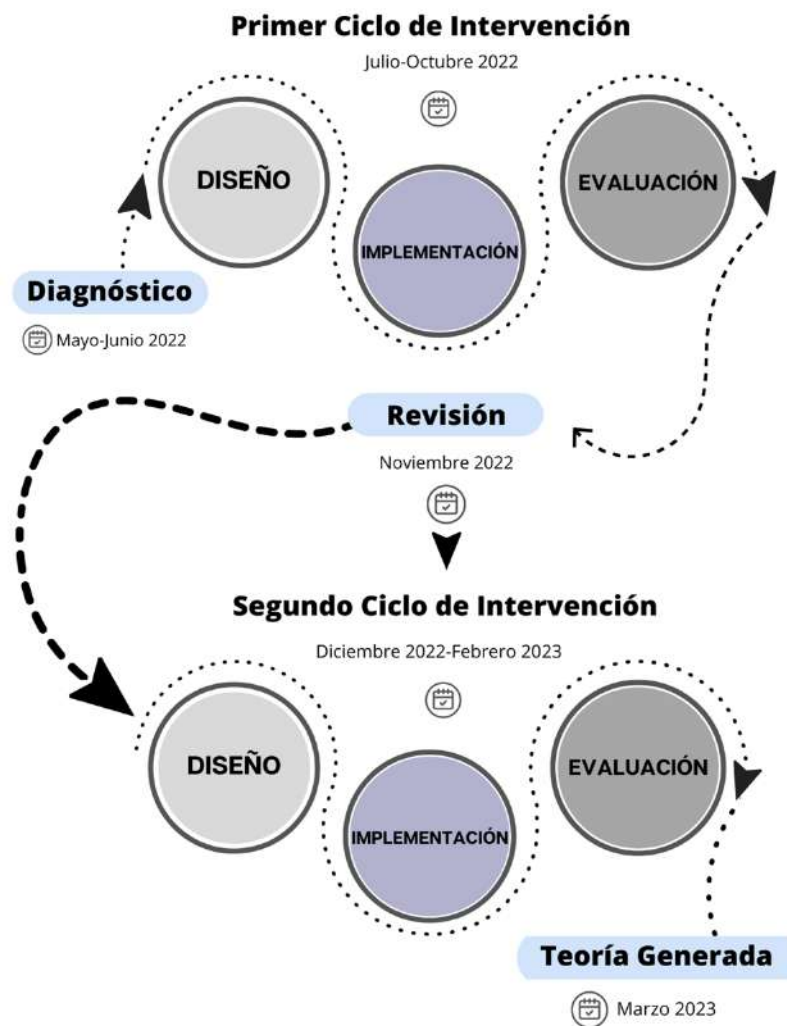 Primer Ciclo de Intervención
Julio-Octubre 2022
DISEÑO
IMPLEMENTACIÓN
EVALUACIÓN
Diagnóstico
Mayo-Junio 2022
Revisión
Noviembre 2022
Segundo Ciclo de Intervención
Diciembre 2022-Febrero 2023
DISEÑO
IMPLEMENTACIÓN
EVALUACIÓN
Teoría Generada
Marzo 2023